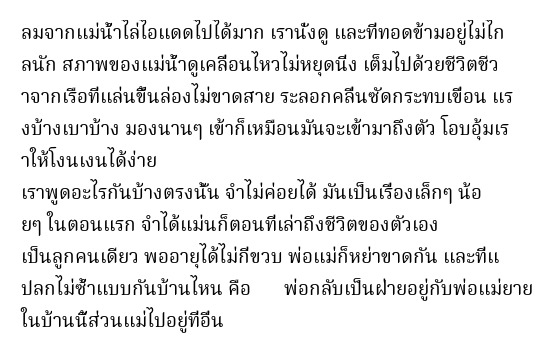 ลมจากแม่น้ำไล่ไอแดดไปได้มาก เรานั่งดู และที่ทอดข้ามอยู่ไม่ไก
ลนัก สภาพของแม่น้ำดูเคลื่อนไหวไม่หยุดนิ่ง เต็มไปด้วยชีวิตชีว
าจากเรือที่แล่นขึ้นล่องไม่ขาดสาย ระลอกคลื่นซัดกระทบเขื่อน แร
งบ้างเบาบ้าง มองนานๆ เข้าก็เหมือนมันจะเข้ามาถึงตัว โอบอุ้มเร
าให้โงนเงนได้ง่าย
เราพูดอะไรกันบ้างตรงนั้น จำไม่ค่อยได้ มันเป็นเรื่องเล็กๆ น้อ
ยๆ ในตอนแรก จำได้แม่นก็ตอนที่เล่าถึงชีวิตของตัวเอง
เป็นลูกคนเดียว พออายุได้ไม่กี่ขวบ พ่อแม่ก็หย่าขาดกัน และที่แ
ปลกไม่ซ้ำแบบกันบ้านไหน คือ พ่อกลับเป็นฝ่ายอยู่กับพ่อแม่ยาย
ในบ้านนี้ส่วนแม่ไปอยู่ที่อื่น